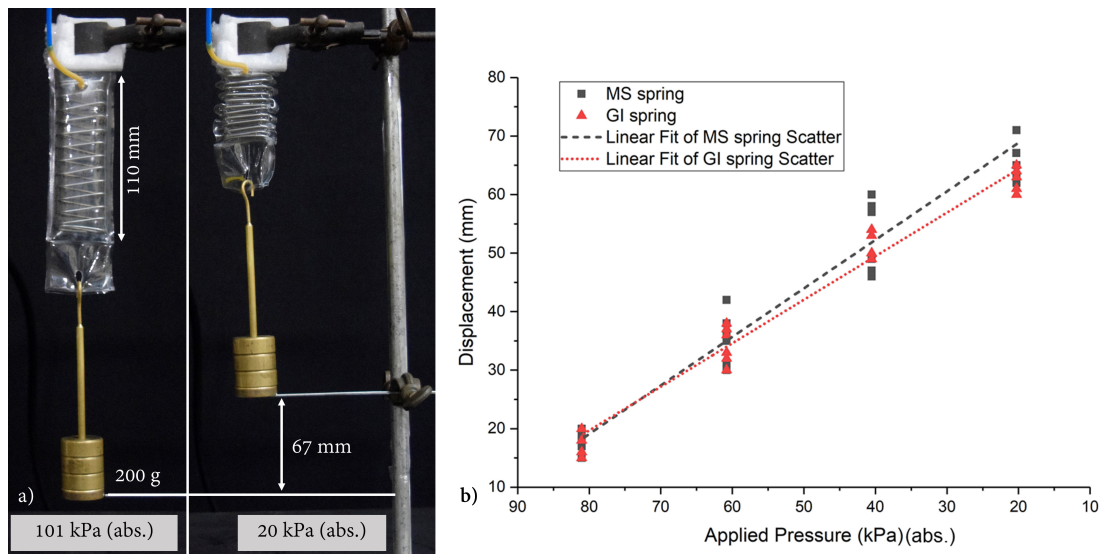 110 mm
67 mm
200 g
a)
101 kPa (abs.)
20 kPa (abs.)
b)
MS spring
GI spring
Linear Fit of MS spring Scatter
Linear Fit of GI spring Scatter
80
70
60
50
40
30
20
10
Displacement (mm)
90 80 70 60 50 40 30 20 10
Applied Pressure (kPa)(abs.)